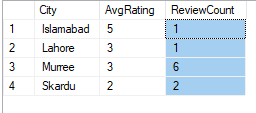 City AvgRating ReviewCount
1 Islamabad 5 1
2 Lahore 3 1
3 Murree 3 6
4 Skardu 2 2